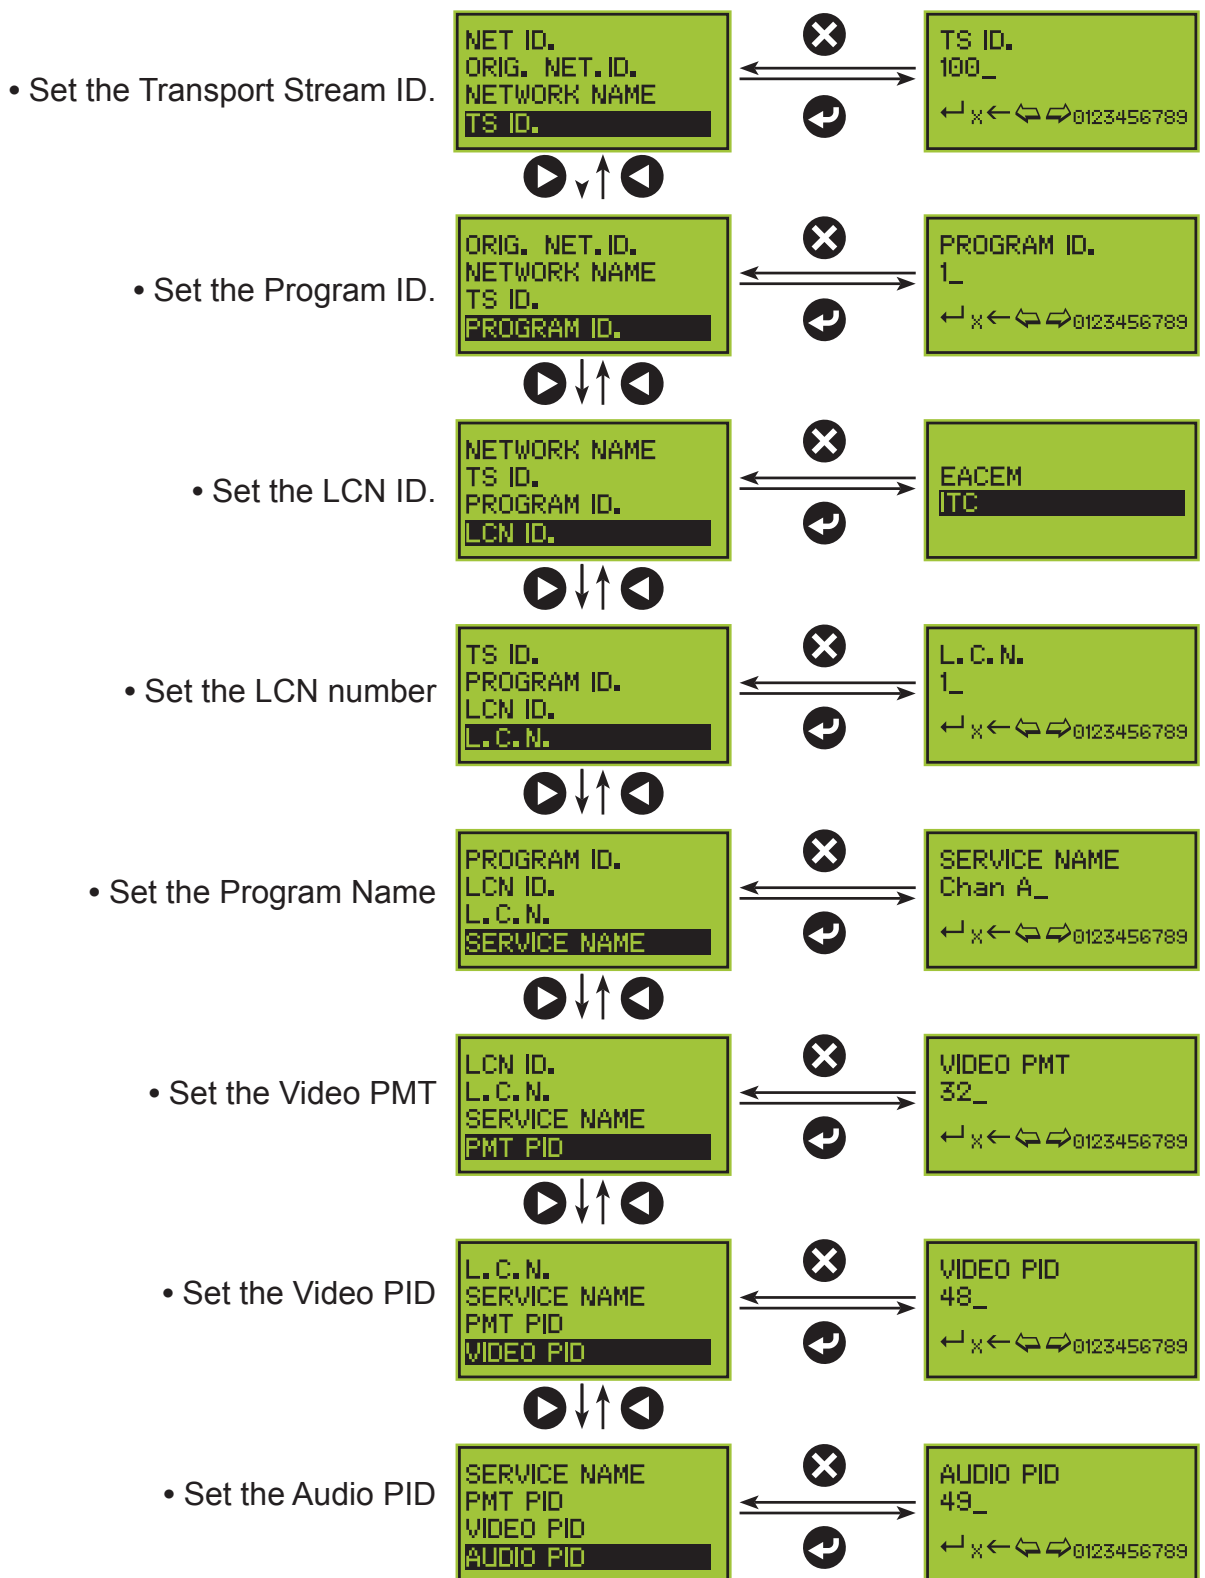 • Set the Transport Stream ID.
NET ID.
ORIG. NET.ID.
NETWORK NAME
TS ID.
TS ID.
100_
↵ x←⇦⇨0123456789
• Set the Program ID.
ORIG. NET.ID.
NETWORK NAME
TS ID.
PROGRAM ID.
PROGRAM ID.
1_
↵ x←⇦⇨0123456789
• Set the LCN ID.
NETWORK NAME
TS ID.
PROGRAM ID.
LCN ID.
EACEM
ITC
• Set the LCN number
TS ID.
PROGRAM ID.
LCN ID.
L.C.N.
L.C.N.
1_
↵ x←⇦⇨0123456789
• Set the Program Name
PROGRAM ID.
LCN ID.
L.C.N.
SERVICE NAME
SERVICE NAME
Chan A_
↵ x←⇦⇨0123456789
• Set the Video PMT
LCN ID.
L.C.N.
SERVICE NAME
PMT PID
VIDEO PMT
32_
↵ x←⇦⇨0123456789
• Set the Video PID
L.C.N.
SERVICE NAME
PMT PID
VIDEO PID
VIDEO PID
48_
↵ x←⇦⇨0123456789
• Set the Audio PID
SERVICE NAME
PMT PID
VIDEO PID
AUDIO PID
AUDIO PID
49_
↵ x←⇦⇨0123456789